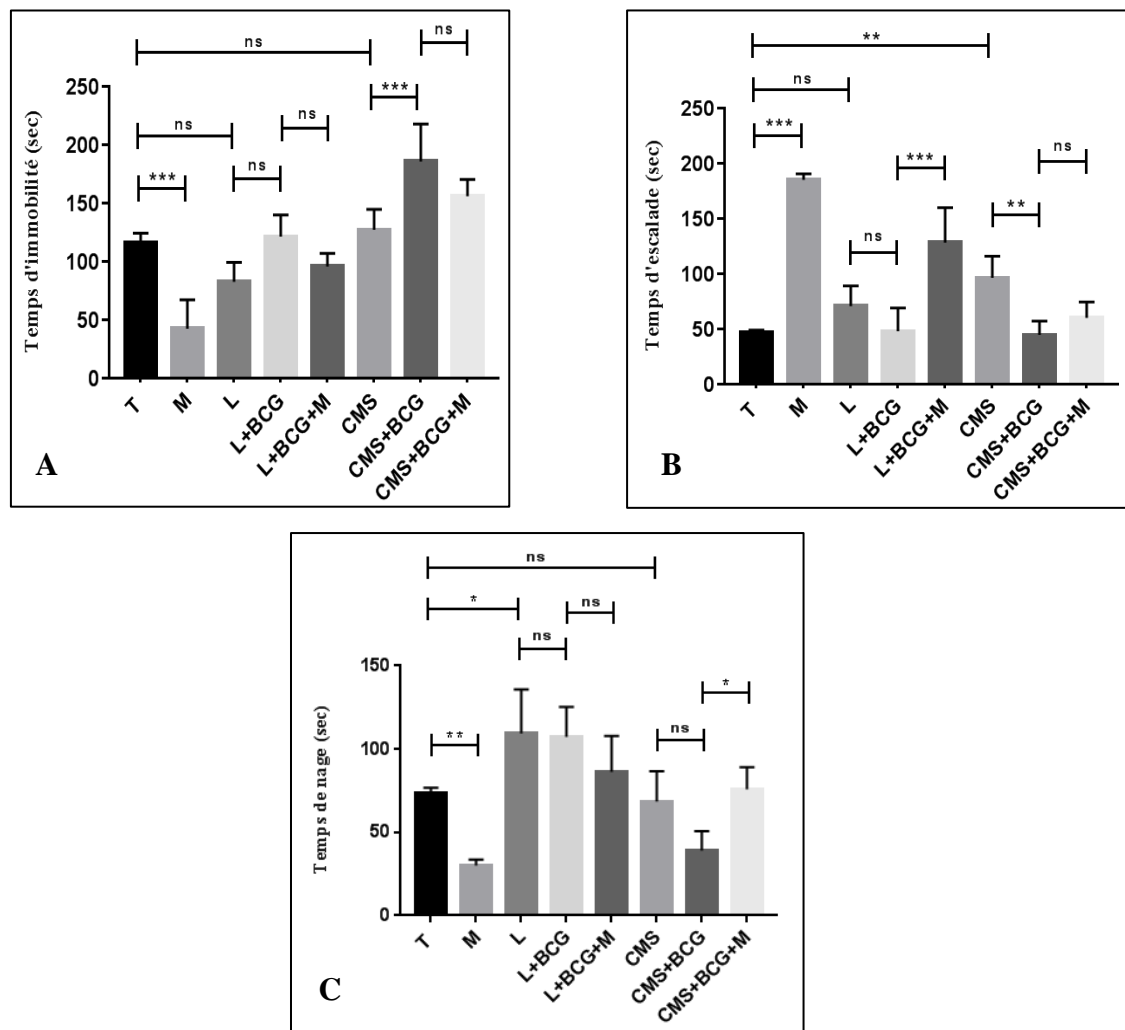 ns
ns
***
ns
ns
***
ns
Temps d'immobilité (sec)
250
200
150
100
50
0
T
M
L
L+BCG
L+BCG+M
CMS
CMS+BCG
CMS+BCG+M
A
**
ns
***
***
ns
ns
**
Temps d'escalade (sec)
250
200
150
100
50
0
T
M
L
L+BCG
L+BCG+M
CMS
CMS+BCG
CMS+BCG+M
B
ns
*
ns
ns
*
**
ns
Temps de nage (sec)
150
100
50
0
T
M
L
L+BCG
L+BCG+M
CMS
CMS+BCG
CMS+BCG+M
C